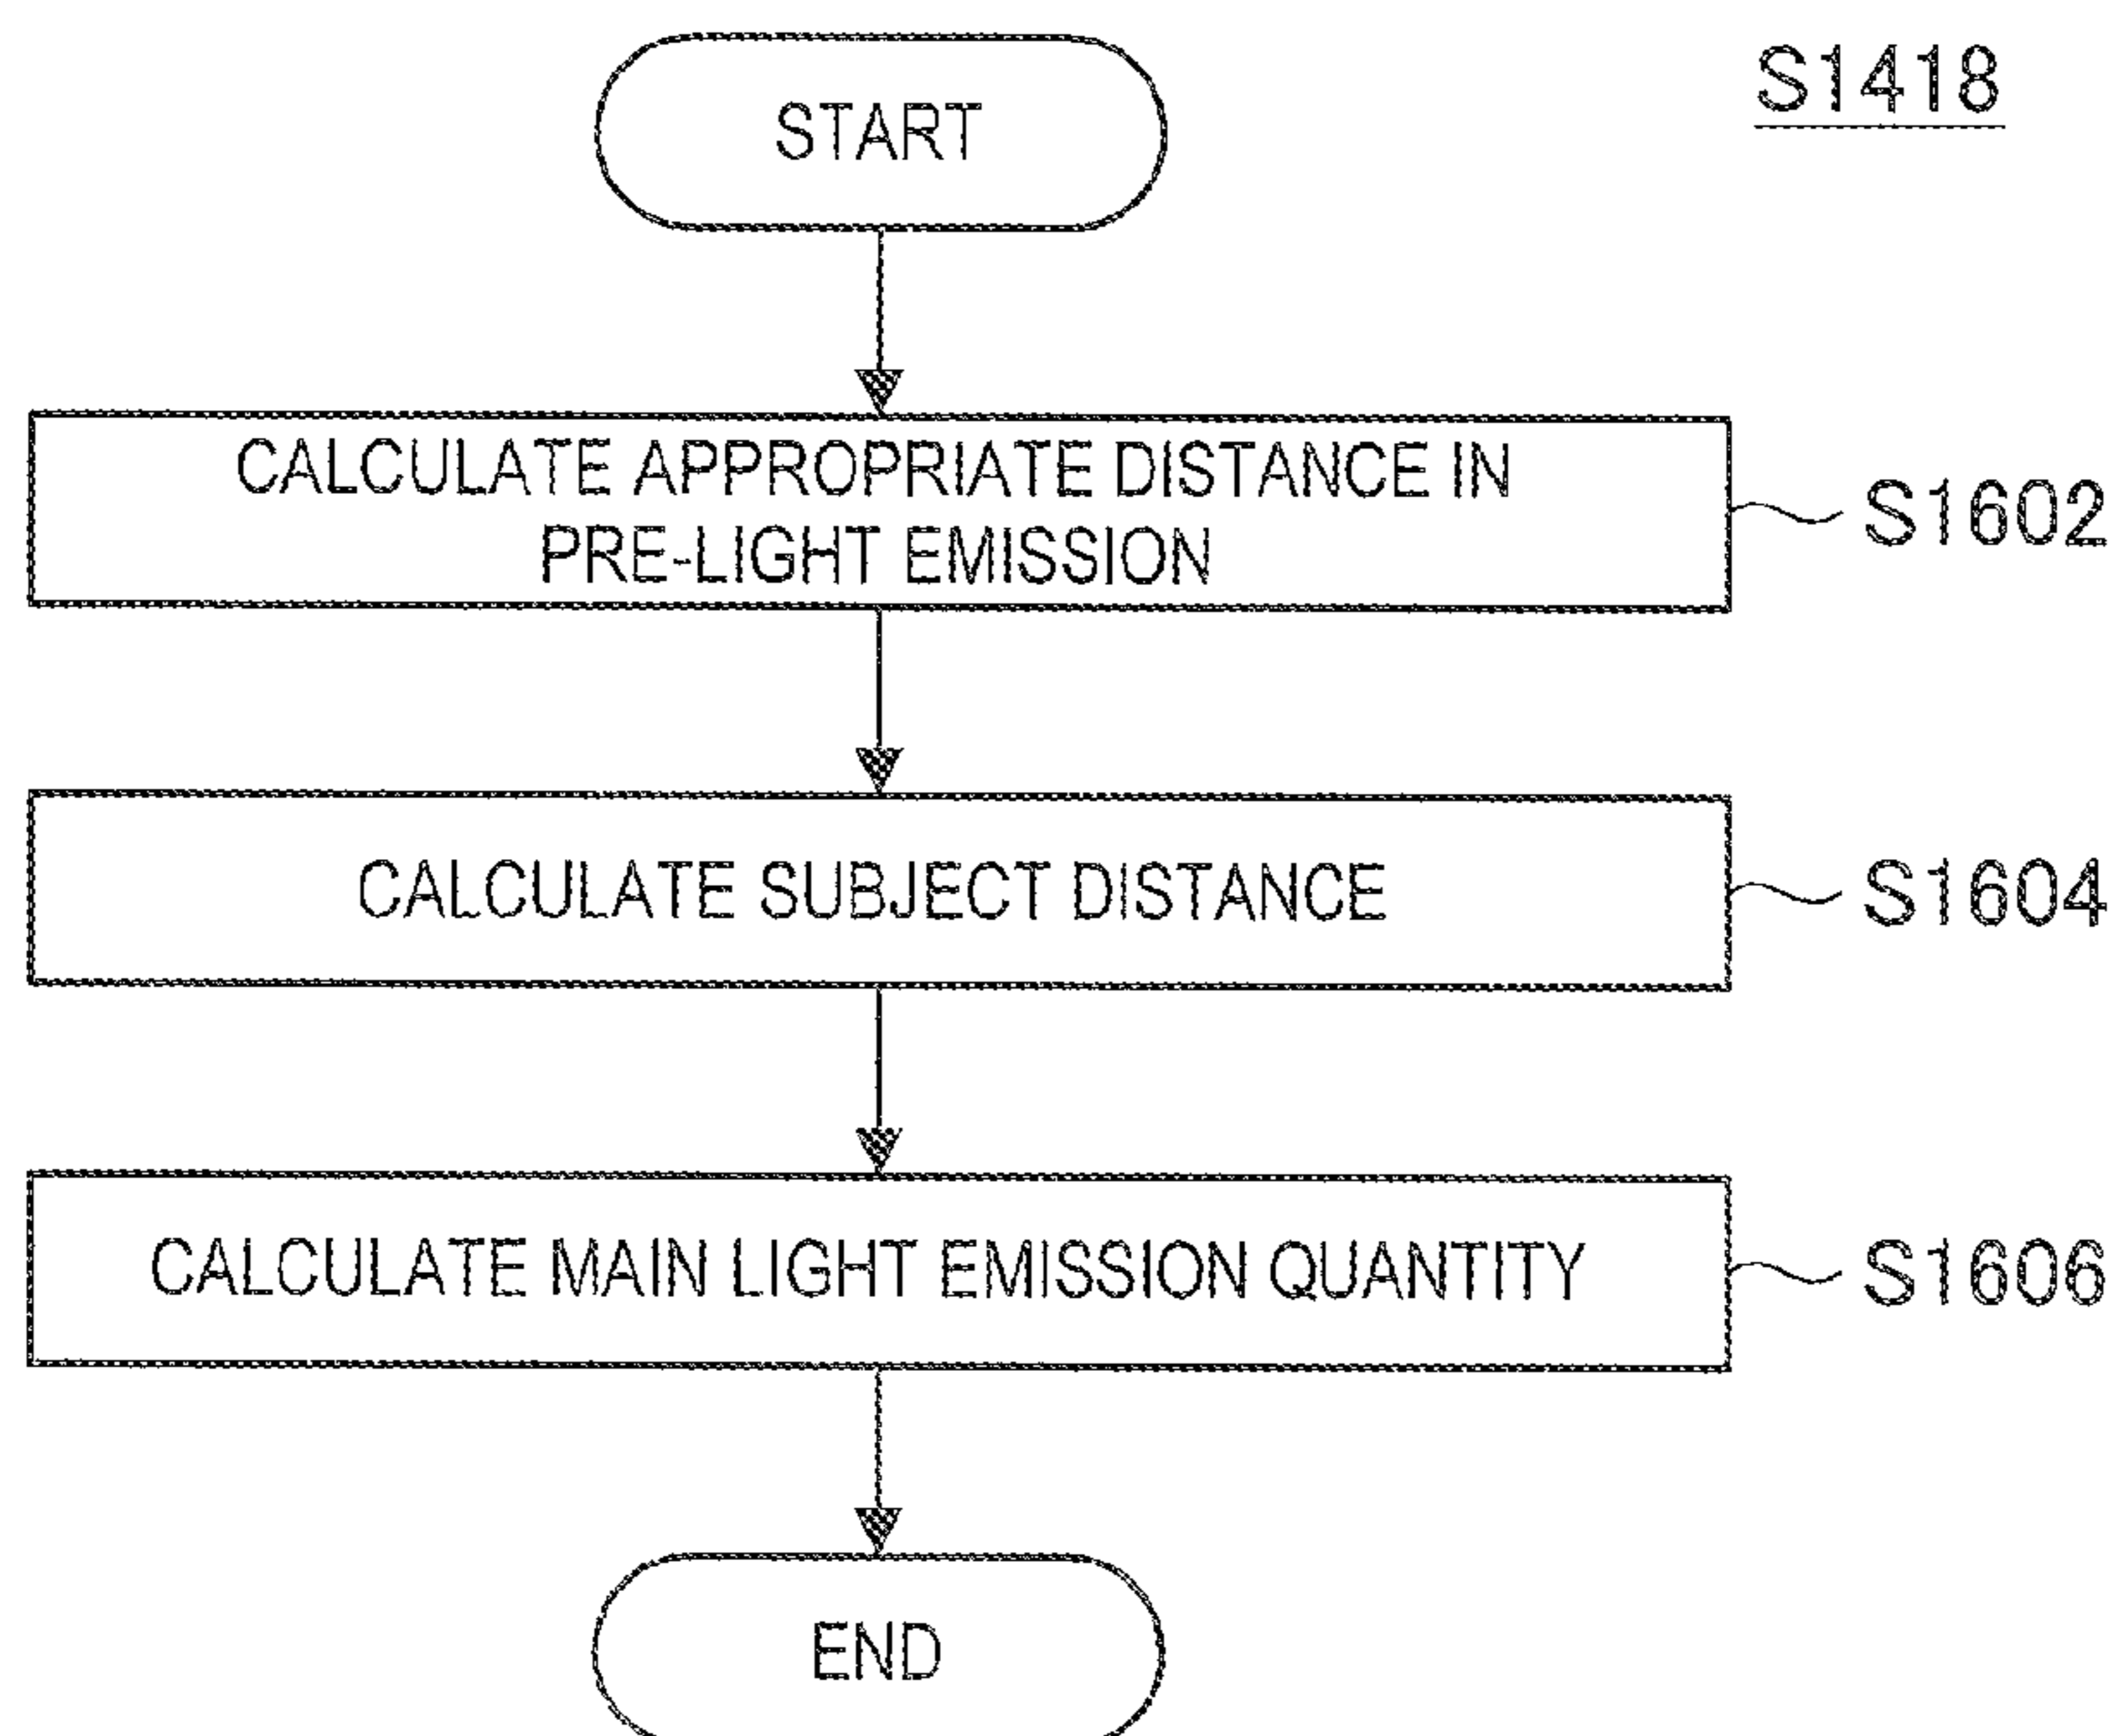 S1418
START
CALCULATE APPROPRIATE DISTANCE IN
PRE-LIGHT EMISSION
S1602
CALCULATE SUBJECT DISTANCE
S1604
CALCULATE MAIN LIGHT EMISSION QUANTITY
S1606
END